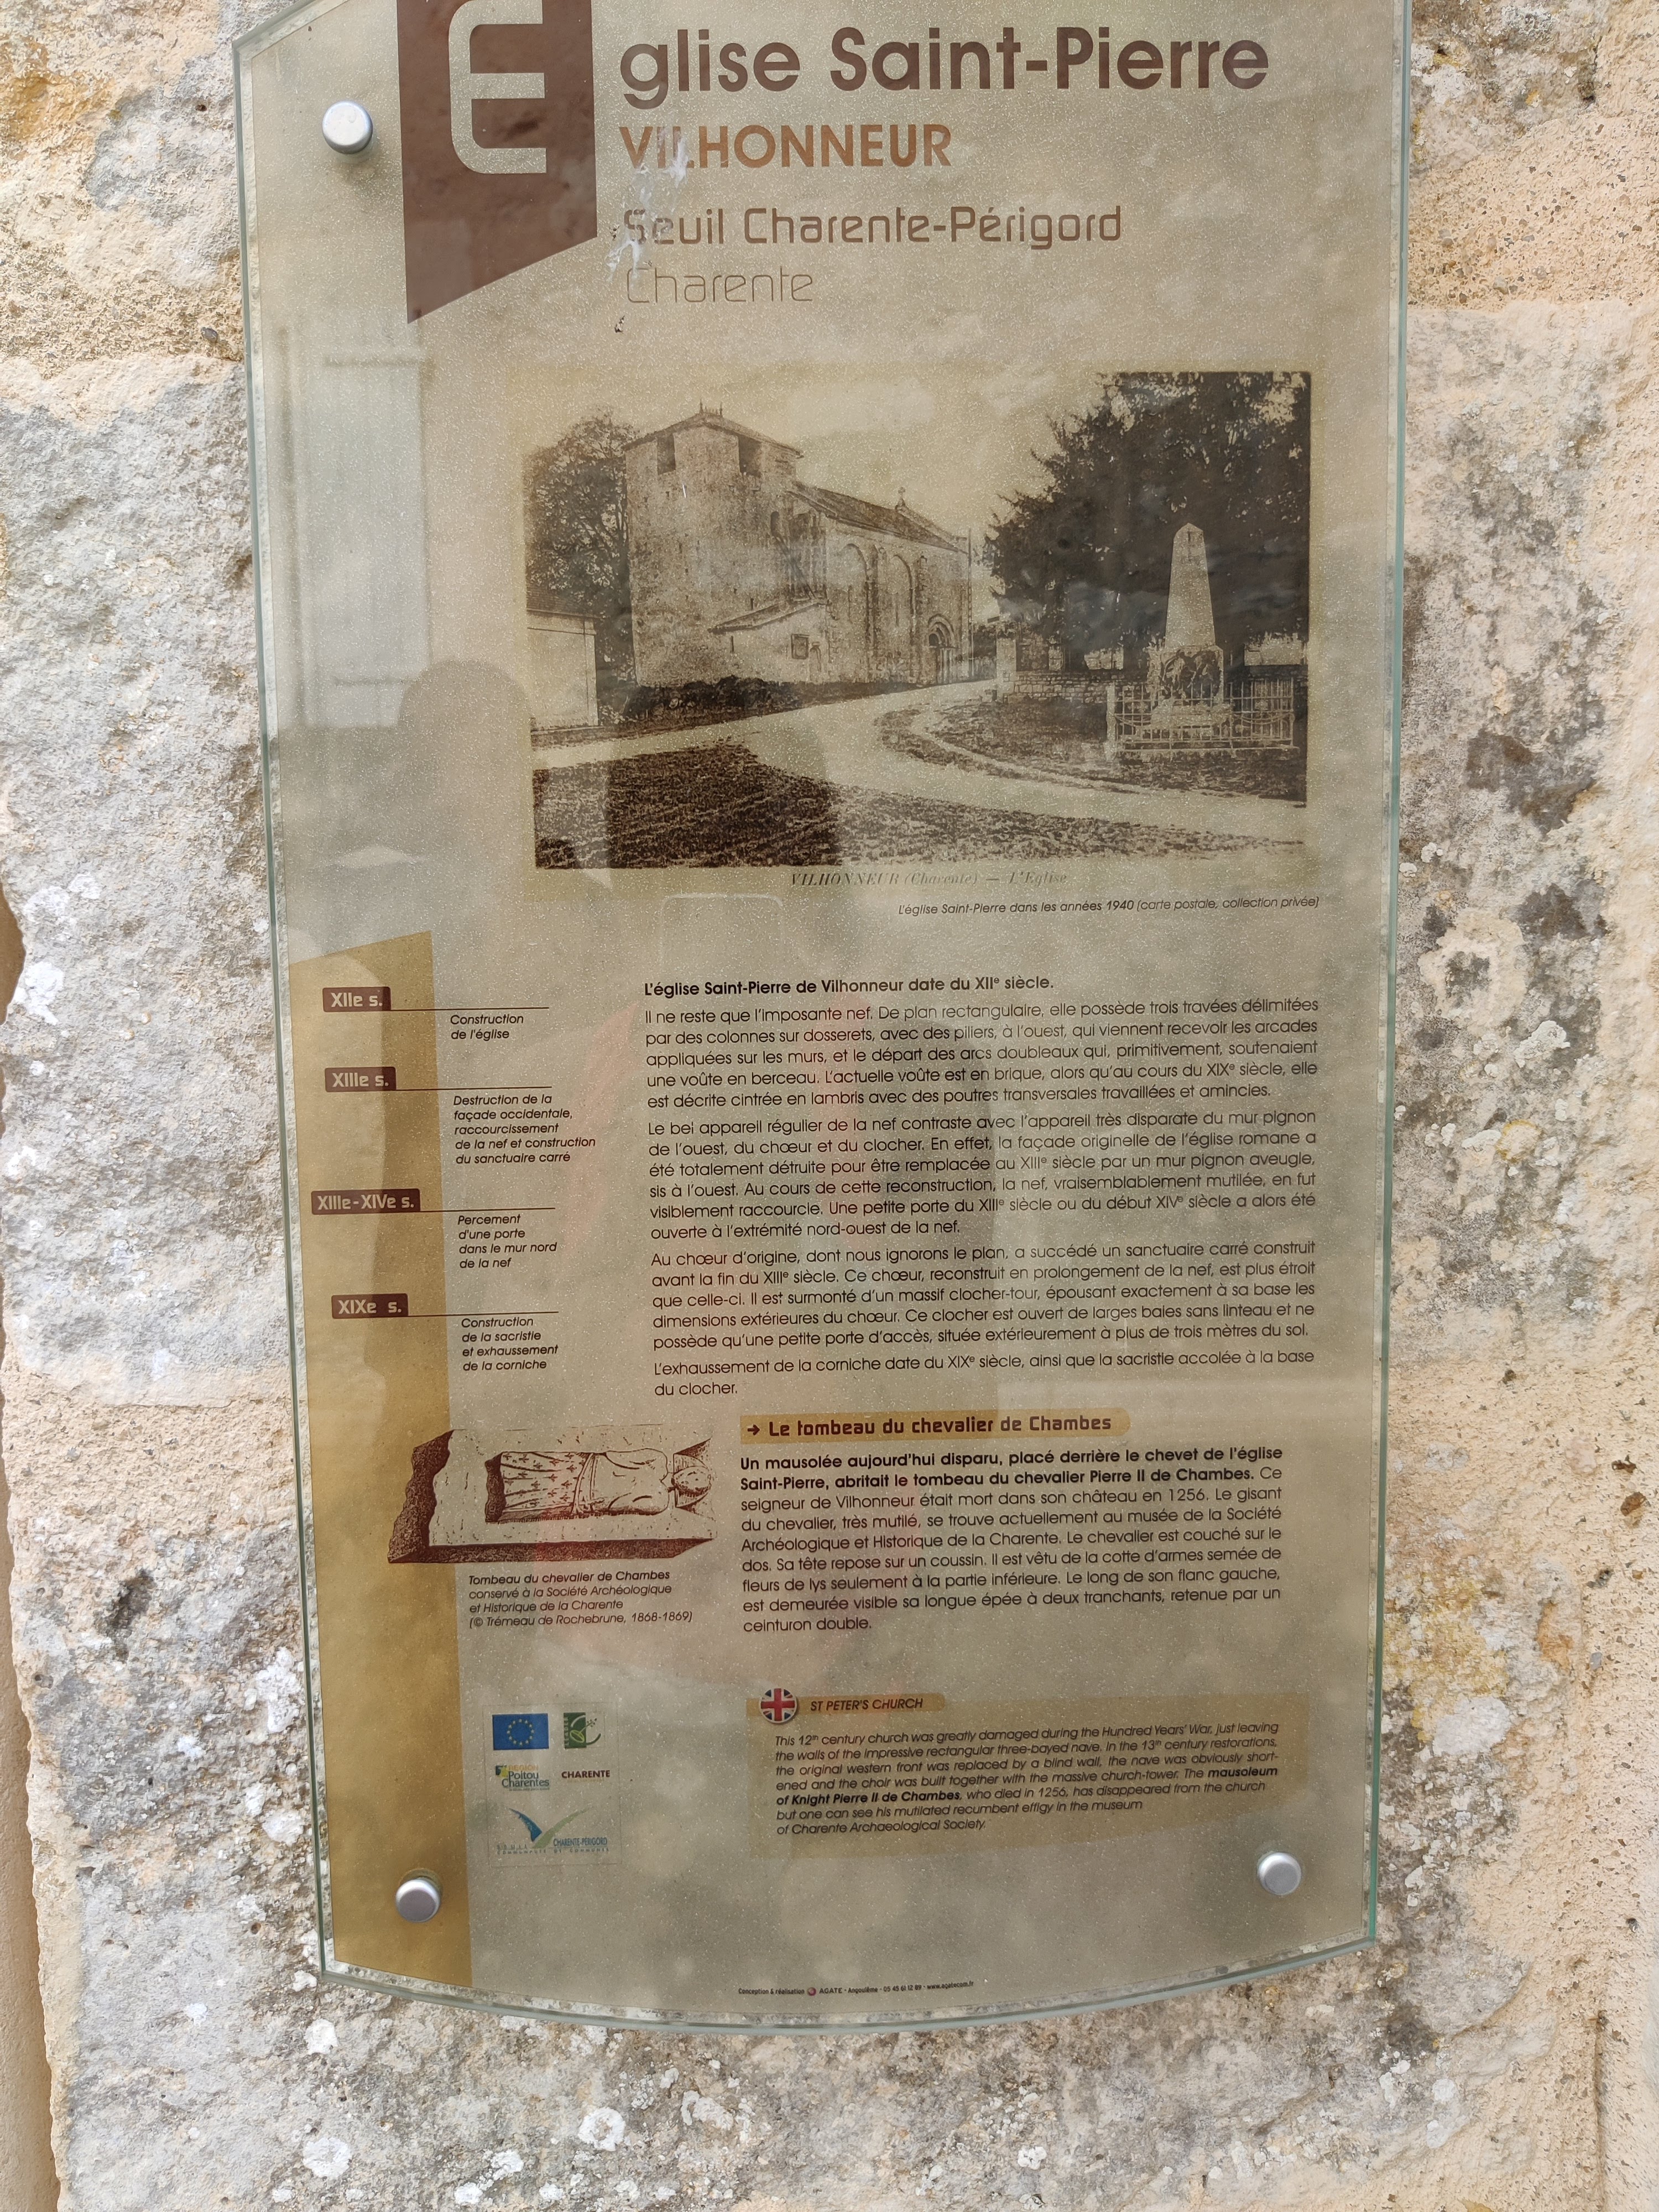 Eglise Saint-Pierre
VILHONNEUR
Seuil Charente-Périgord
Charente
VILHONNEUR (Charente) — L'Eglise
L'église Saint-Pierre dans les années 1940 (carte postale, collection privée)
XIIe s.
Construction
de l'église
XIIIe s.
Destruction de la
façade occidentale,
raccourcissement
de la nef et construction
du sanctuaire carré
XIIIe-XIVe s.
Percement
d'une porte
dans le mur nord
de la nef
XIXe s.
Construction
de la sacristie
et exhaussement
de la corniche
L'église Saint-Pierre de Vilhonneur date du XIIe siècle.
Il ne reste que l'imposante nef. De plan rectangulaire, elle possède trois travées délimitées
par des colonnes sur dosserets, avec des piliers, à l'ouest, qui viennent recevoir les arcades
appliquées sur les murs, et le départ des arcs doubleaux qui, primitivement, soutenaient
une voûte en berceau. L'actuelle voûte est en brique, alors qu'au cours du XIXe siècle, elle
est décrite cintrée en lambris avec des poutres transversales travaillées et amincies.
Le bel appareil régulier de la nef contraste avec l'appareil très disparate du mur pignon
de l'ouest, du chœur et du clocher. En effet, la façade originelle de l'église romane a
été totalement détruite pour être remplacée au XIIIe siècle par un mur pignon aveugle,
sis à l'ouest. Au cours de cette reconstruction, la nef, vraisemblablement mutilée, en fut
visiblement raccourcie. Une petite porte du XIIIe siècle ou du début XIVe siècle a alors été
ouverte à l'extrémité nord-ouest de la nef.
Au chœur d'origine, dont nous ignorons le plan, a succédé un sanctuaire carré construit
avant la fin du XIIIe siècle. Ce chœur, reconstruit en prolongement de la nef, est plus étroit
que celle-ci. Il est surmonté d'un massif clocher-tour, épousant exactement à sa base les
dimensions extérieures du chœur. Ce clocher est ouvert de larges baies sans linteau et ne
possède qu'une petite porte d'accès, située extérieurement à plus de trois mètres du sol.
L'exhaussement de la corniche date du XIXe siècle, ainsi que la sacristie accolée à la base
du clocher.
→ Le tombeau du chevalier de Chambes
Un mausolée aujourd'hui disparu, placé derrière le chevet de l'église
Saint-Pierre, abritait le tombeau du chevalier Pierre II de Chambes. Ce
seigneur de Vilhonneur était mort dans son château en 1256. Le gisant
du chevalier, très mutilé, se trouve actuellement au musée de la Société
Archéologique et Historique de la Charente. Le chevalier est couché sur le
dos. Sa tête repose sur un coussin. Il est vêtu de la cotte d'armes semée de
fleurs de lys seulement à la partie inférieure. Le long de son flanc gauche,
est demeurée visible sa longue épée à deux tranchants, retenue par un
ceinturon double.
Tombeau du chevalier de Chambes
conservé à la Société Archéologique
et Historique de la Charente
(© Trémeau de Rochebrune, 1868-1869)
ST PETER'S CHURCH
This 12th century church was greatly damaged during the Hundred Years' War, just leaving
the walls of the impressive rectangular three-bayed nave. In the 13th century restorations,
the original western front was replaced by a blind wall, the nave was obviously short-
ened and the choir was built together with the massive church-tower. The mausoleum
of Knight Pierre II de Chambes, who died in 1256, has disappeared from the church
but one can see his mutilated recumbent effigy in the museum
of Charente Archaeological Society.
Poitou
Charentes
CHARENTE
SEUIL
CHARENTE-PÉRIGORD
Conception & réalisation AGATE - Angoulême - 05 45 61 12 89 - www.agatecom.fr